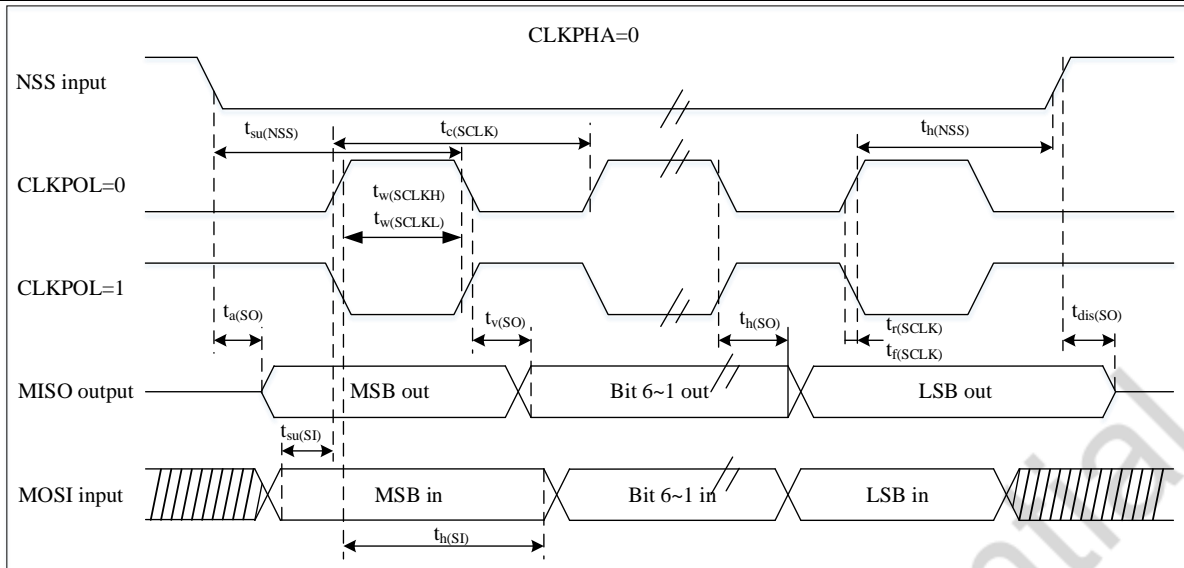 CLKPHA=0
NSS input
tsu(NSS)
tc(SCLK)
th(NSS)
CLKPOL=0
tw(SCLKH)
tw(SCLKL)
CLKPOL=1
ta(SO)
tv(SO)
th(SO)
tr(SCLK)
tf(SCLK)
tdis(SO)
MISO output
MSB out
Bit 6~1 out
LSB out
tsu(SI)
MOSI input
MSB in
Bit 6~1 in
LSB in
th(SI)